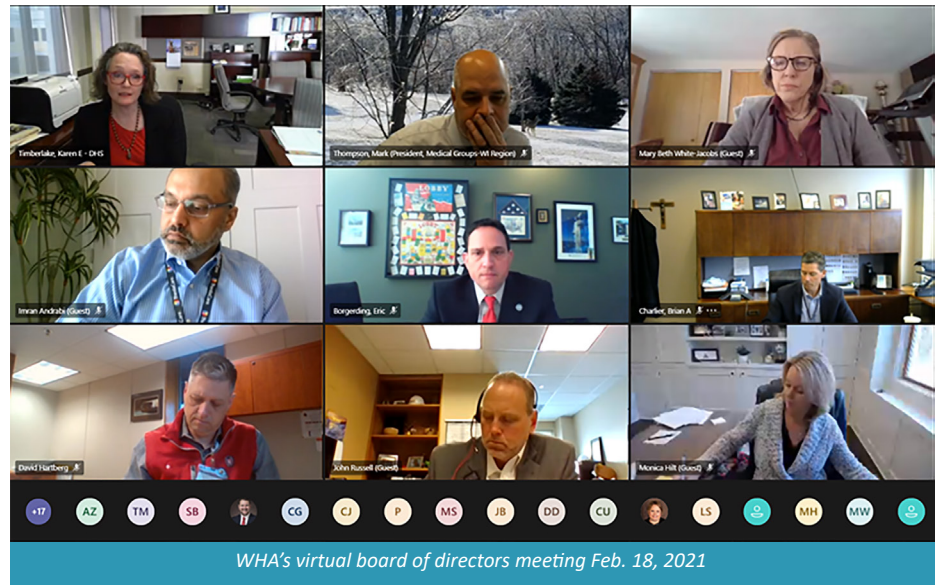 Timberlake, Karen E - DHS
Thompson, Mark (President, Medical Groups-WI Region)
Mary Beth White-Jacobs (Guest)
Imran Andrabi (Guest)
LOBBY
Borgerding, Eric
Charlier, Brian A
David Hartberg
John Russell (Guest)
Monica Hilt (Guest)
+17 AZ TM SB CG CJ P MS JB DD CU LS MH MW
WHA's virtual board of directors meeting Feb. 18, 2021